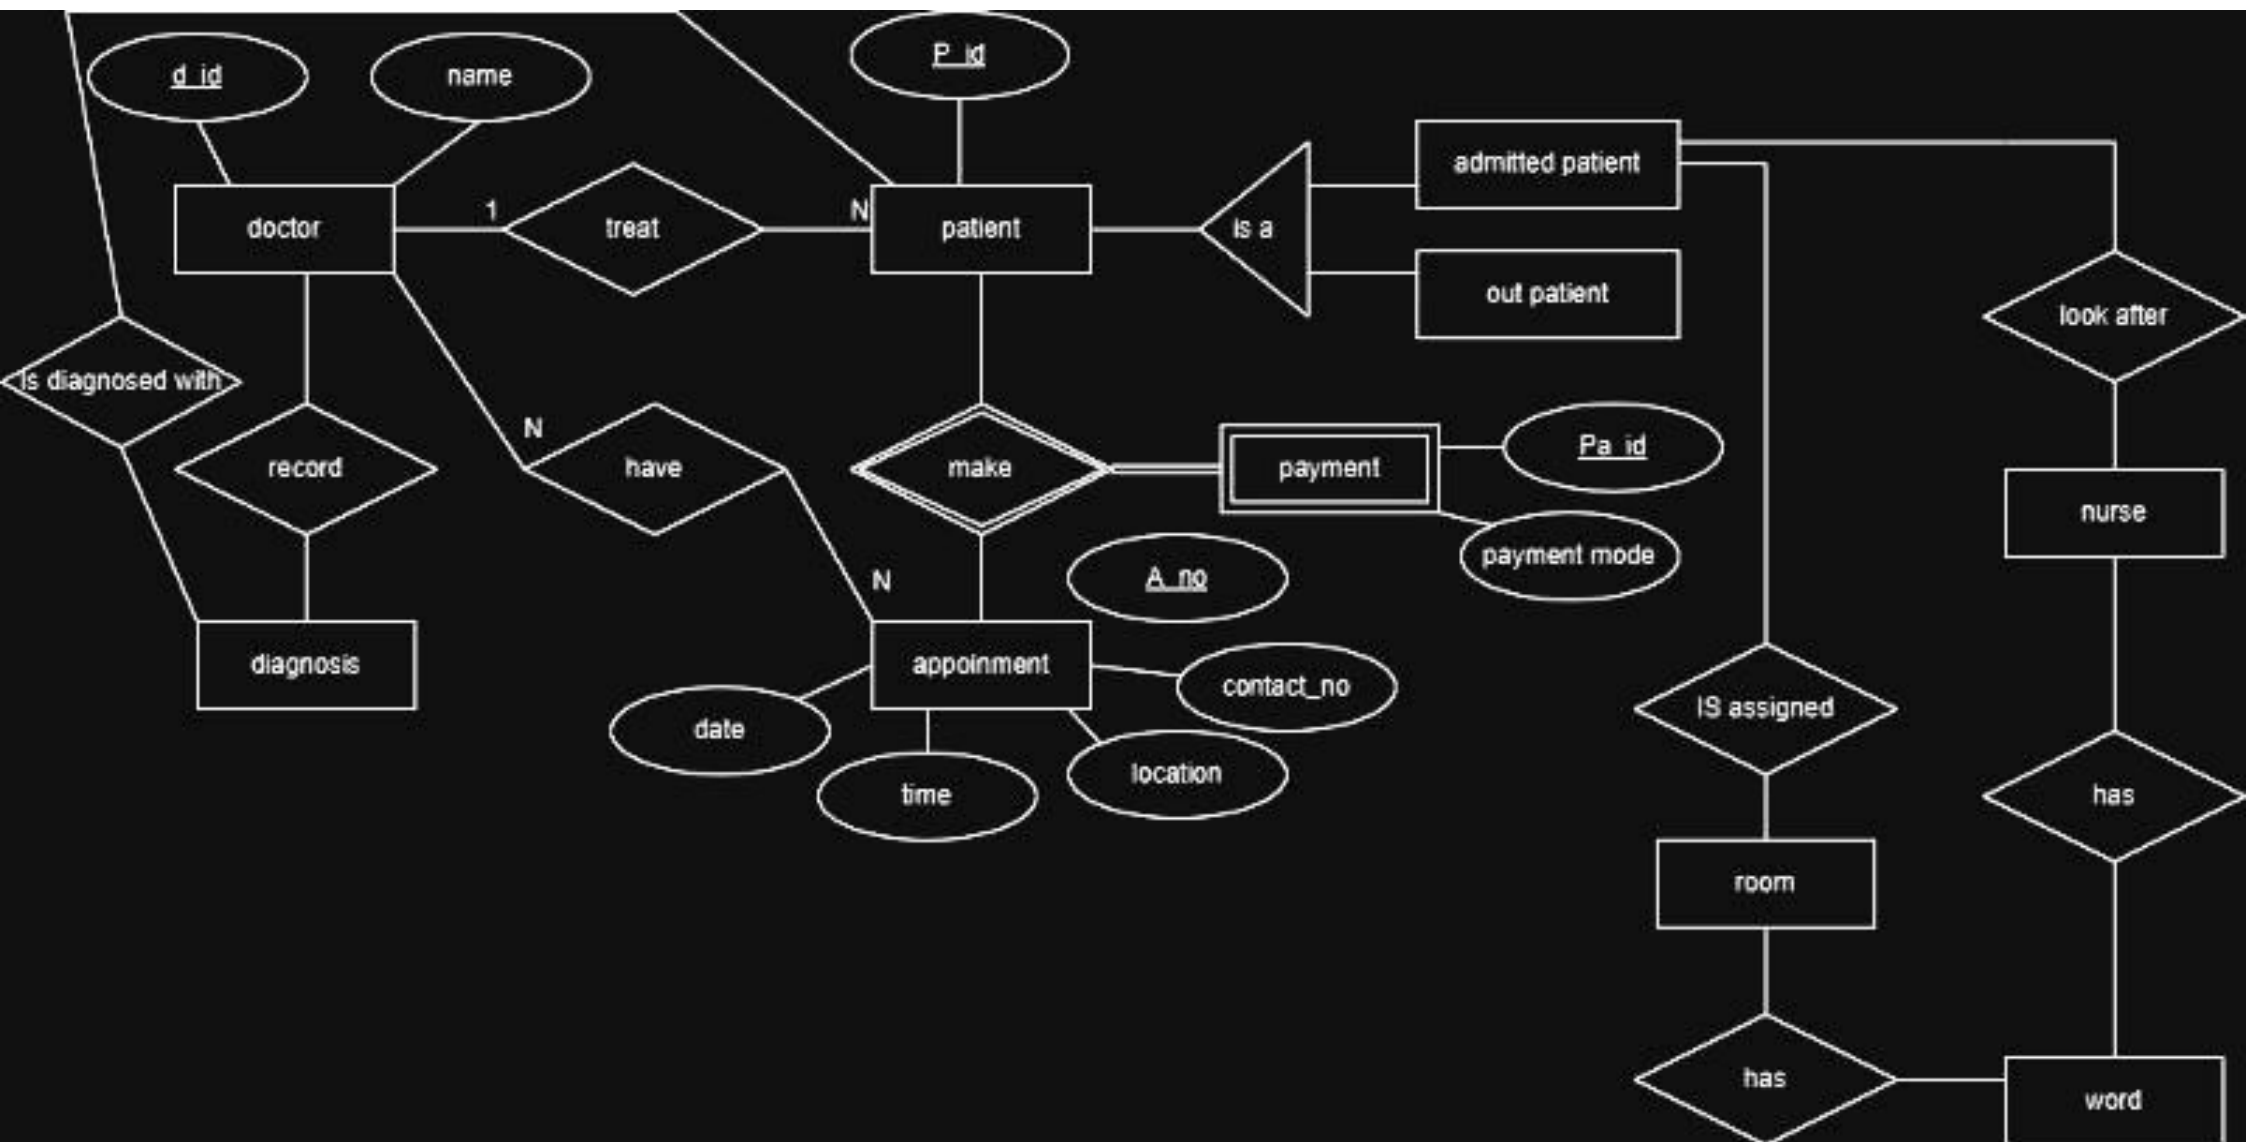 P_id
d_id
name
admitted patient
1
N
doctor
treat
patient
is a
out patient
look after
is diagnosed with
N
record
have
make
payment
Pa_id
nurse
payment mode
N
A_no
diagnosis
appoinment
contact_no
IS assigned
date
location
time
has
room
has
word